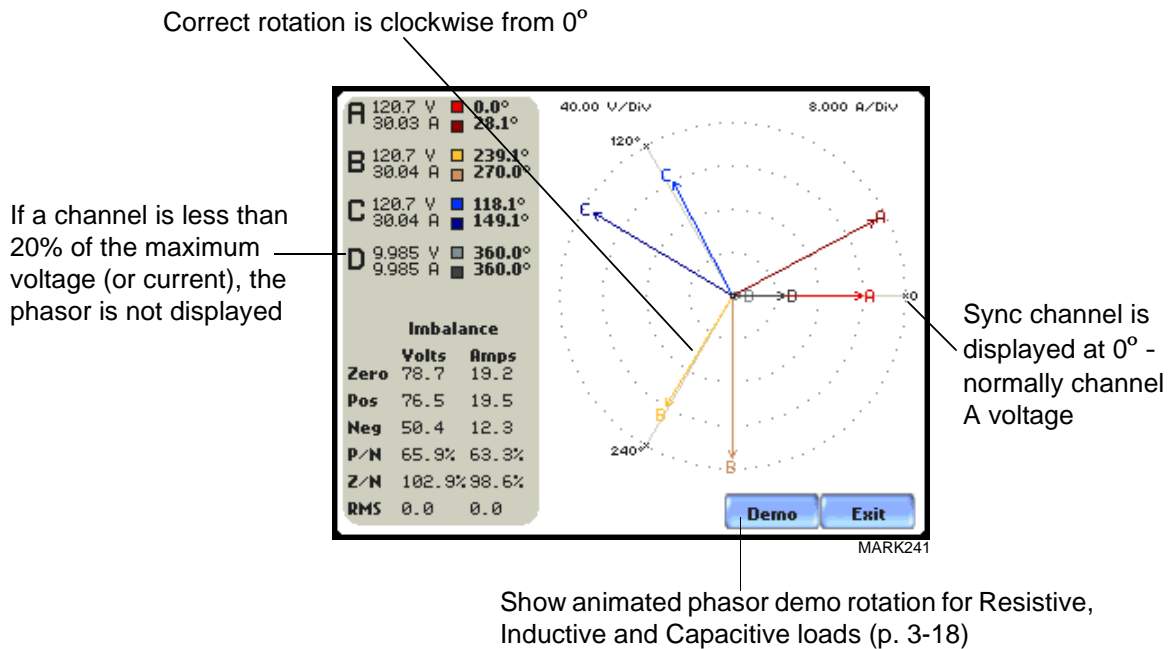 Correct rotation is clockwise from 0°
A 120.7 V 0.0°
30.03 A 28.1°
B 120.7 V 239.1°
30.04 A 270.0°
C 120.7 V 118.1°
30.04 A 149.1°
D 9.985 V 360.0°
9.985 A 360.0°
Imbalance
Volts Amps
Zero 78.7 19.2
Pos 76.5 19.5
Neg 50.4 12.3
P/N 65.9% 63.3%
Z/N 102.9% 98.6%
RMS 0.0 0.0
40.00 V/Div 8.000 A/Div
120°
C
C A
D D A 0
B
240°
B
Demo Exit
MARK241
If a channel is less than
20% of the maximum
voltage (or current), the
phasor is not displayed
Sync channel is
displayed at 0° -
normally channel
A voltage
Show animated phasor demo rotation for Resistive,
Inductive and Capacitive loads (p. 3-18)